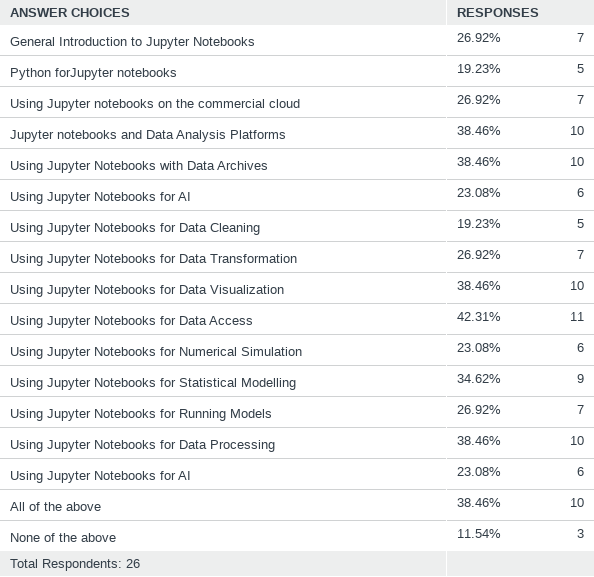 ANSWER CHOICES RESPONSES
General Introduction to Jupyter Notebooks 26.92% 7
Python forJupyter notebooks 19.23% 5
Using Jupyter notebooks on the commercial cloud 26.92% 7
Jupyter notebooks and Data Analysis Platforms 38.46% 10
Using Jupyter Notebooks with Data Archives 38.46% 10
Using Jupyter Notebooks for AI 23.08% 6
Using Jupyter Notebooks for Data Cleaning 19.23% 5
Using Jupyter Notebooks for Data Transformation 26.92% 7
Using Jupyter Notebooks for Data Visualization 38.46% 10
Using Jupyter Notebooks for Data Access 42.31% 11
Using Jupyter Notebooks for Numerical Simulation 23.08% 6
Using Jupyter Notebooks for Statistical Modelling 34.62% 9
Using Jupyter Notebooks for Running Models 26.92% 7
Using Jupyter Notebooks for Data Processing 38.46% 10
Using Jupyter Notebooks for AI 23.08% 6
All of the above 38.46% 10
None of the above 11.54% 3
Total Respondents: 26